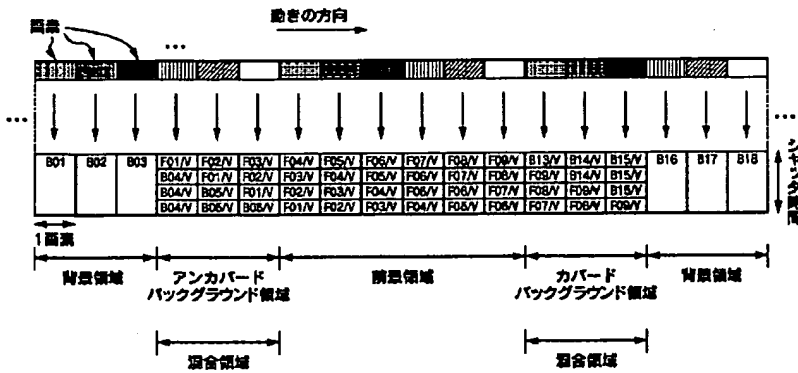 動きの方向
画素
...
...
...
B01 B02 B03 F01/V F02/V F03/V F04/V F05/V F06/V F07/V F08/V F09/V B13/V B14/V B15/V B16 B17 B18
B04/V F01/V F02/V F03/V F04/V F05/V F06/V F07/V F08/V F09/V B14/V B15/V
B04/V B05/V F01/V F02/V F03/V F04/V F05/V F06/V F07/V F08/V F09/V B15/V
B04/V B05/V B06/V F01/V F02/V F03/V F04/V F05/V F06/V F07/V F08/V F09/V
シャッタ時間
1画素
背景領域 アンカバード 前景領域 カバード 背景領域
バックグラウンド領域 バックグラウンド領域
混合領域 混合領域